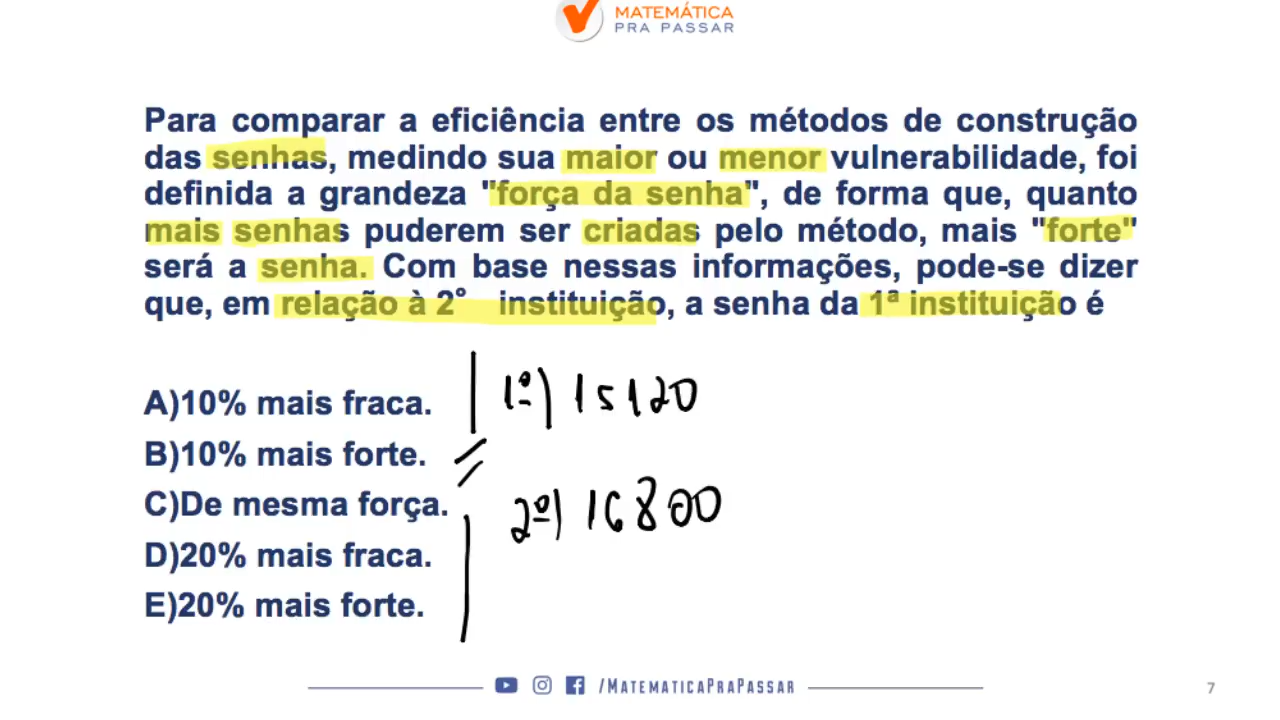 MATEMÁTICA
PRA PASSAR
Para comparar a eficiência entre os métodos de construção
das senhas, medindo sua maior ou menor vulnerabilidade, foi
definida a grandeza "força da senha", de forma que, quanto
mais senhas puderem ser criadas pelo método, mais "forte"
será a senha. Com base nessas informações, pode-se dizer
que, em relação à 2° instituição, a senha da 1ª instituição é
A)10% mais fraca.
1º) 15120
B)10% mais forte.
C)De mesma força.
2º) 16800
D)20% mais fraca.
E)20% mais forte.
/MATEMATICAPRAPASSAR
7